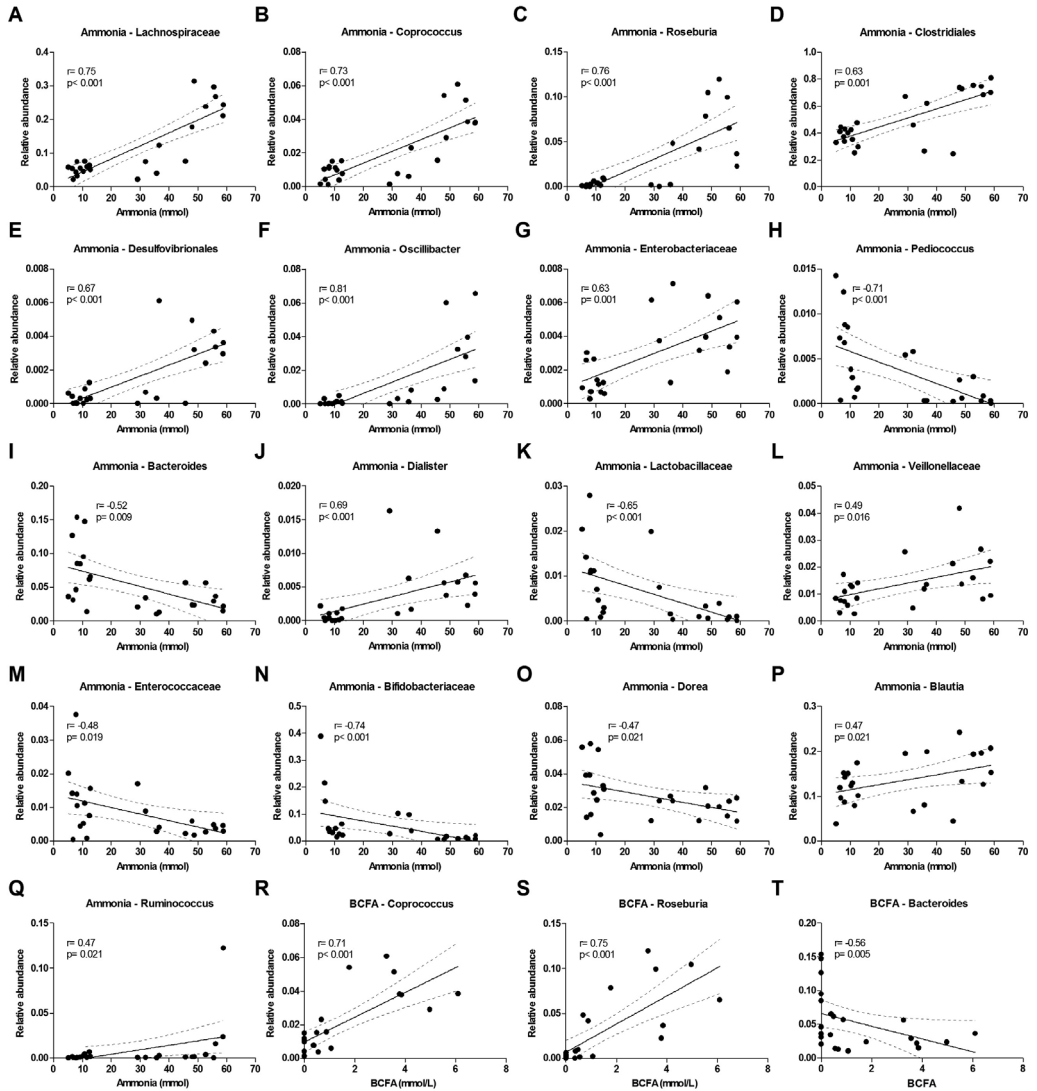 A
Ammonia - Lachnospiraceae
Relative abundance
0.4
0.3
0.2
0.1
0.0
r= 0.75
p< 0.001
0 10 20 30 40 50 60 70
Ammonia (mmol)
B
Ammonia - Coprococcus
Relative abundance
0.08
0.06
0.04
0.02
0.00
r= 0.73
p< 0.001
0 10 20 30 40 50 60 70
Ammonia (mmol)
C
Ammonia - Roseburia
Relative abundance
0.15
0.10
0.05
0.00
r= 0.76
p< 0.001
0 10 20 30 40 50 60 70
Ammonia (mmol)
D
Ammonia - Clostridiales
Relative abundance
1.0
0.8
0.6
0.4
0.2
0.0
r= 0.63
p= 0.001
0 10 20 30 40 50 60 70
Ammonia (mmol)
E
Ammonia - Desulfovibrionales
Relative abundance
0.008
0.006
0.004
0.002
0.000
r= 0.67
p< 0.001
0 10 20 30 40 50 60 70
Ammonia (mmol)
F
Ammonia - Oscillibacter
Relative abundance
0.08
0.06
0.04
0.02
0.00
r= 0.81
p< 0.001
0 10 20 30 40 50 60 70
Ammonia (mmol)
G
Ammonia - Enterobacteriaceae
Relative abundance
0.008
0.006
0.004
0.002
0.000
r= 0.63
p= 0.001
0 10 20 30 40 50 60 70
Ammonia (mmol)
H
Ammonia - Pediococcus
Relative abundance
0.015
0.010
0.005
0.000
r= -0.71
p< 0.001
0 10 20 30 40 50 60 70
Ammonia (mmol)
I
Ammonia - Bacteroides
Relative abundance
0.20
0.15
0.10
0.05
0.00
r= -0.52
p= 0.009
0 10 20 30 40 50 60 70
Ammonia (mmol)
J
Ammonia - Dialister
Relative abundance
0.020
0.015
0.010
0.005
0.000
r= 0.69
p< 0.001
0 10 20 30 40 50 60 70
Ammonia (mmol)
K
Ammonia - Lactobacillaceae
Relative abundance
0.03
0.02
0.01
0.00
r= -0.65
p< 0.001
0 10 20 30 40 50 60 70
Ammonia (mmol)
L
Ammonia - Veillonellaceae
Relative abundance
0.05
0.04
0.03
0.02
0.01
0.00
r= 0.49
p= 0.016
0 10 20 30 40 50 60 70
Ammonia (mmol)
M
Ammonia - Enterococcaceae
Relative abundance
0.04
0.03
0.02
0.01
0.00
r= -0.48
p= 0.019
0 10 20 30 40 50 60 70
Ammonia (mmol)
N
Ammonia - Bifidobacteriaceae
Relative abundance
0.5
0.4
0.3
0.2
0.1
0.0
r= -0.74
p< 0.001
0 10 20 30 40 50 60 70
Ammonia (mmol)
O
Ammonia - Dorea
Relative abundance
0.08
0.06
0.04
0.02
0.00
r= -0.47
p= 0.021
0 10 20 30 40 50 60 70
Ammonia (mmol)
P
Ammonia - Blautia
Relative abundance
0.3
0.2
0.1
0.0
r= 0.47
p= 0.021
0 10 20 30 40 50 60 70
Ammonia (mmol)
Q
Ammonia - Ruminococcus
Relative abundance
0.15
0.10
0.05
0.00
r= 0.47
p= 0.021
0 10 20 30 40 50 60 70
Ammonia (mmol)
R
BCFA - Coprococcus
Relative abundance
0.08
0.06
0.04
0.02
0.00
r= 0.71
p< 0.001
0 2 4 6 8
BCFA (mmol/L)
S
BCFA - Roseburia
Relative abundance
0.15
0.10
0.05
0.00
r= 0.75
p< 0.001
0 2 4 6 8
BCFA (mmol/L)
T
BCFA - Bacteroides
Relative abundance
0.20
0.15
0.10
0.05
0.00
r= -0.56
p= 0.005
0 2 4 6 8
BCFA